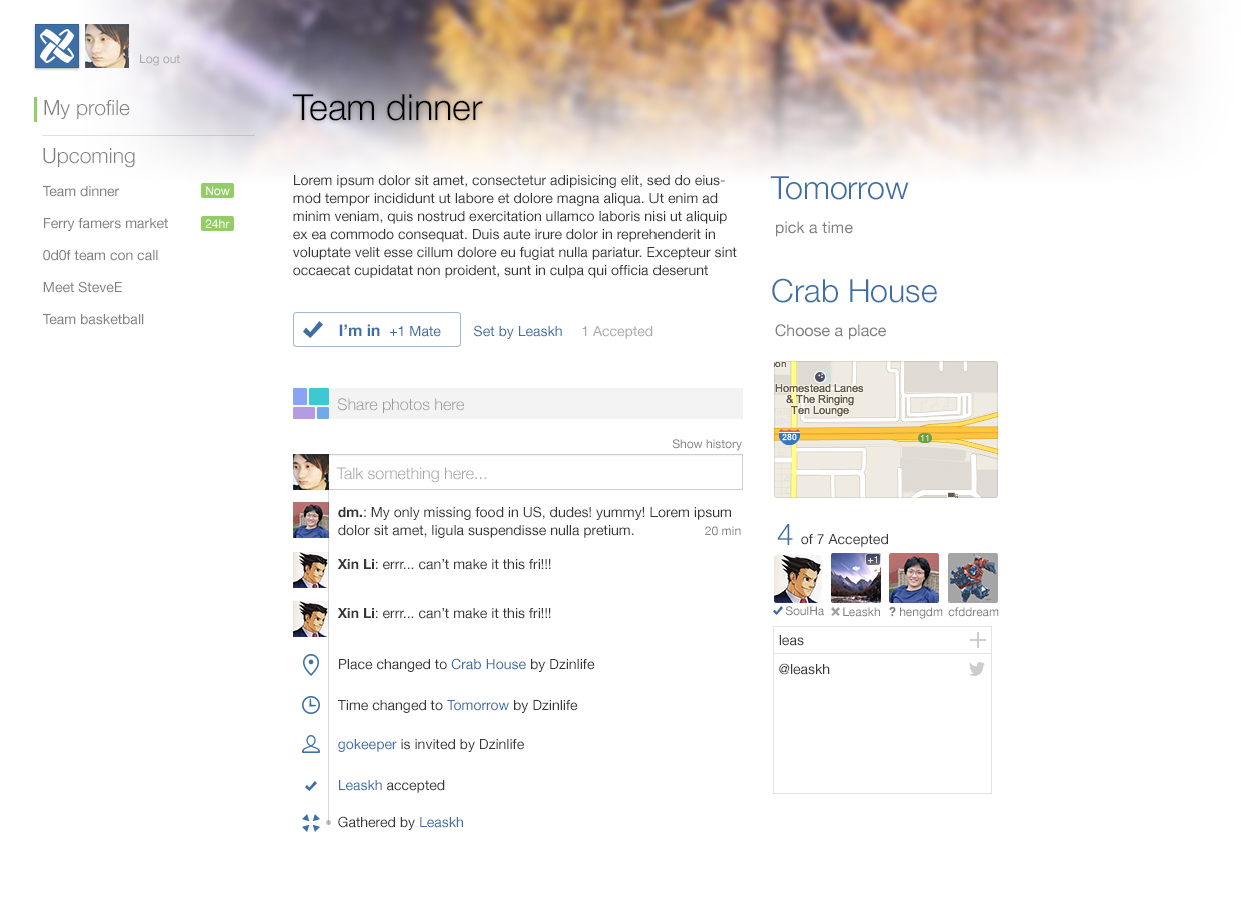 Log out
My profile
Upcoming
Team dinner Now
Ferry famers market 24hr
0d0f team con call
Meet SteveE
Team basketball
Team dinner
Lorem ipsum dolor sit amet, consectetur adipisicing elit, sed do eius-
mod tempor incididunt ut labore et dolore magna aliqua. Ut enim ad
minim veniam, quis nostrud exercitation ullamco laboris nisi ut aliquip
ex ea commodo consequat. Duis aute irure dolor in reprehenderit in
voluptate velit esse cillum dolore eu fugiat nulla pariatur. Excepteur sint
occaecat cupidatat non proident, sunt in culpa qui officia deserunt
I'm in +1 Mate Set by Leaskh 1 Accepted
Share photos here
Show history
Talk something here...
dm.: My only missing food in US, dudes! yummy! Lorem ipsum
dolor sit amet, ligula suspendisse nulla pretium. 20 min
Xin Li: errr... can't make it this fri!!!
Xin Li: errr... can't make it this fri!!!
Place changed to Crab House by Dzinlife
Time changed to Tomorrow by Dzinlife
gokeeper is invited by Dzinlife
Leaskh accepted
Gathered by Leaskh
Tomorrow
pick a time
Crab House
Choose a place
on
Homestead Lanes
& The Ringing
Ten Lounge
280
11
4 of 7 Accepted
+1
SoulHa Leaskh ? hengdm cfddream
leas
@leaskh